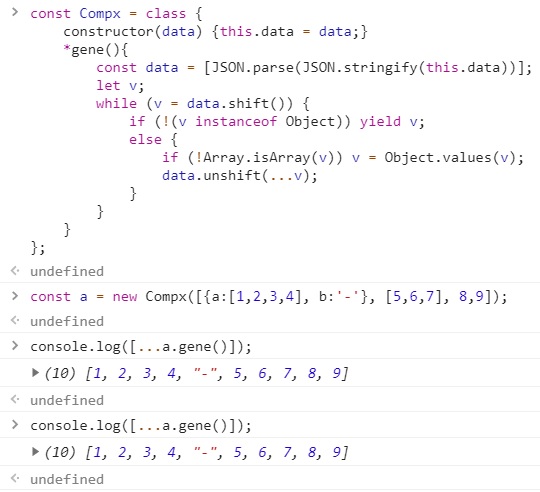 > const Compx = class {
constructor(data) {this.data = data;}
*gene(){
const data = [JSON.parse(JSON.stringify(this.data))];
let v;
while (v = data.shift()) {
if (!(v instanceof Object)) yield v;
else {
if (!Array.isArray(v)) v = Object.values(v);
data.unshift(...v);
}
}
}
};
undefined
> const a = new Compx([{a:[1,2,3,4], b:'-'}, [5,6,7], 8,9]);
undefined
> console.log([...a.gene()]);
▶ (10) [1, 2, 3, 4, "-", 5, 6, 7, 8, 9]
undefined
> console.log([...a.gene()]);
▶ (10) [1, 2, 3, 4, "-", 5, 6, 7, 8, 9]
undefined